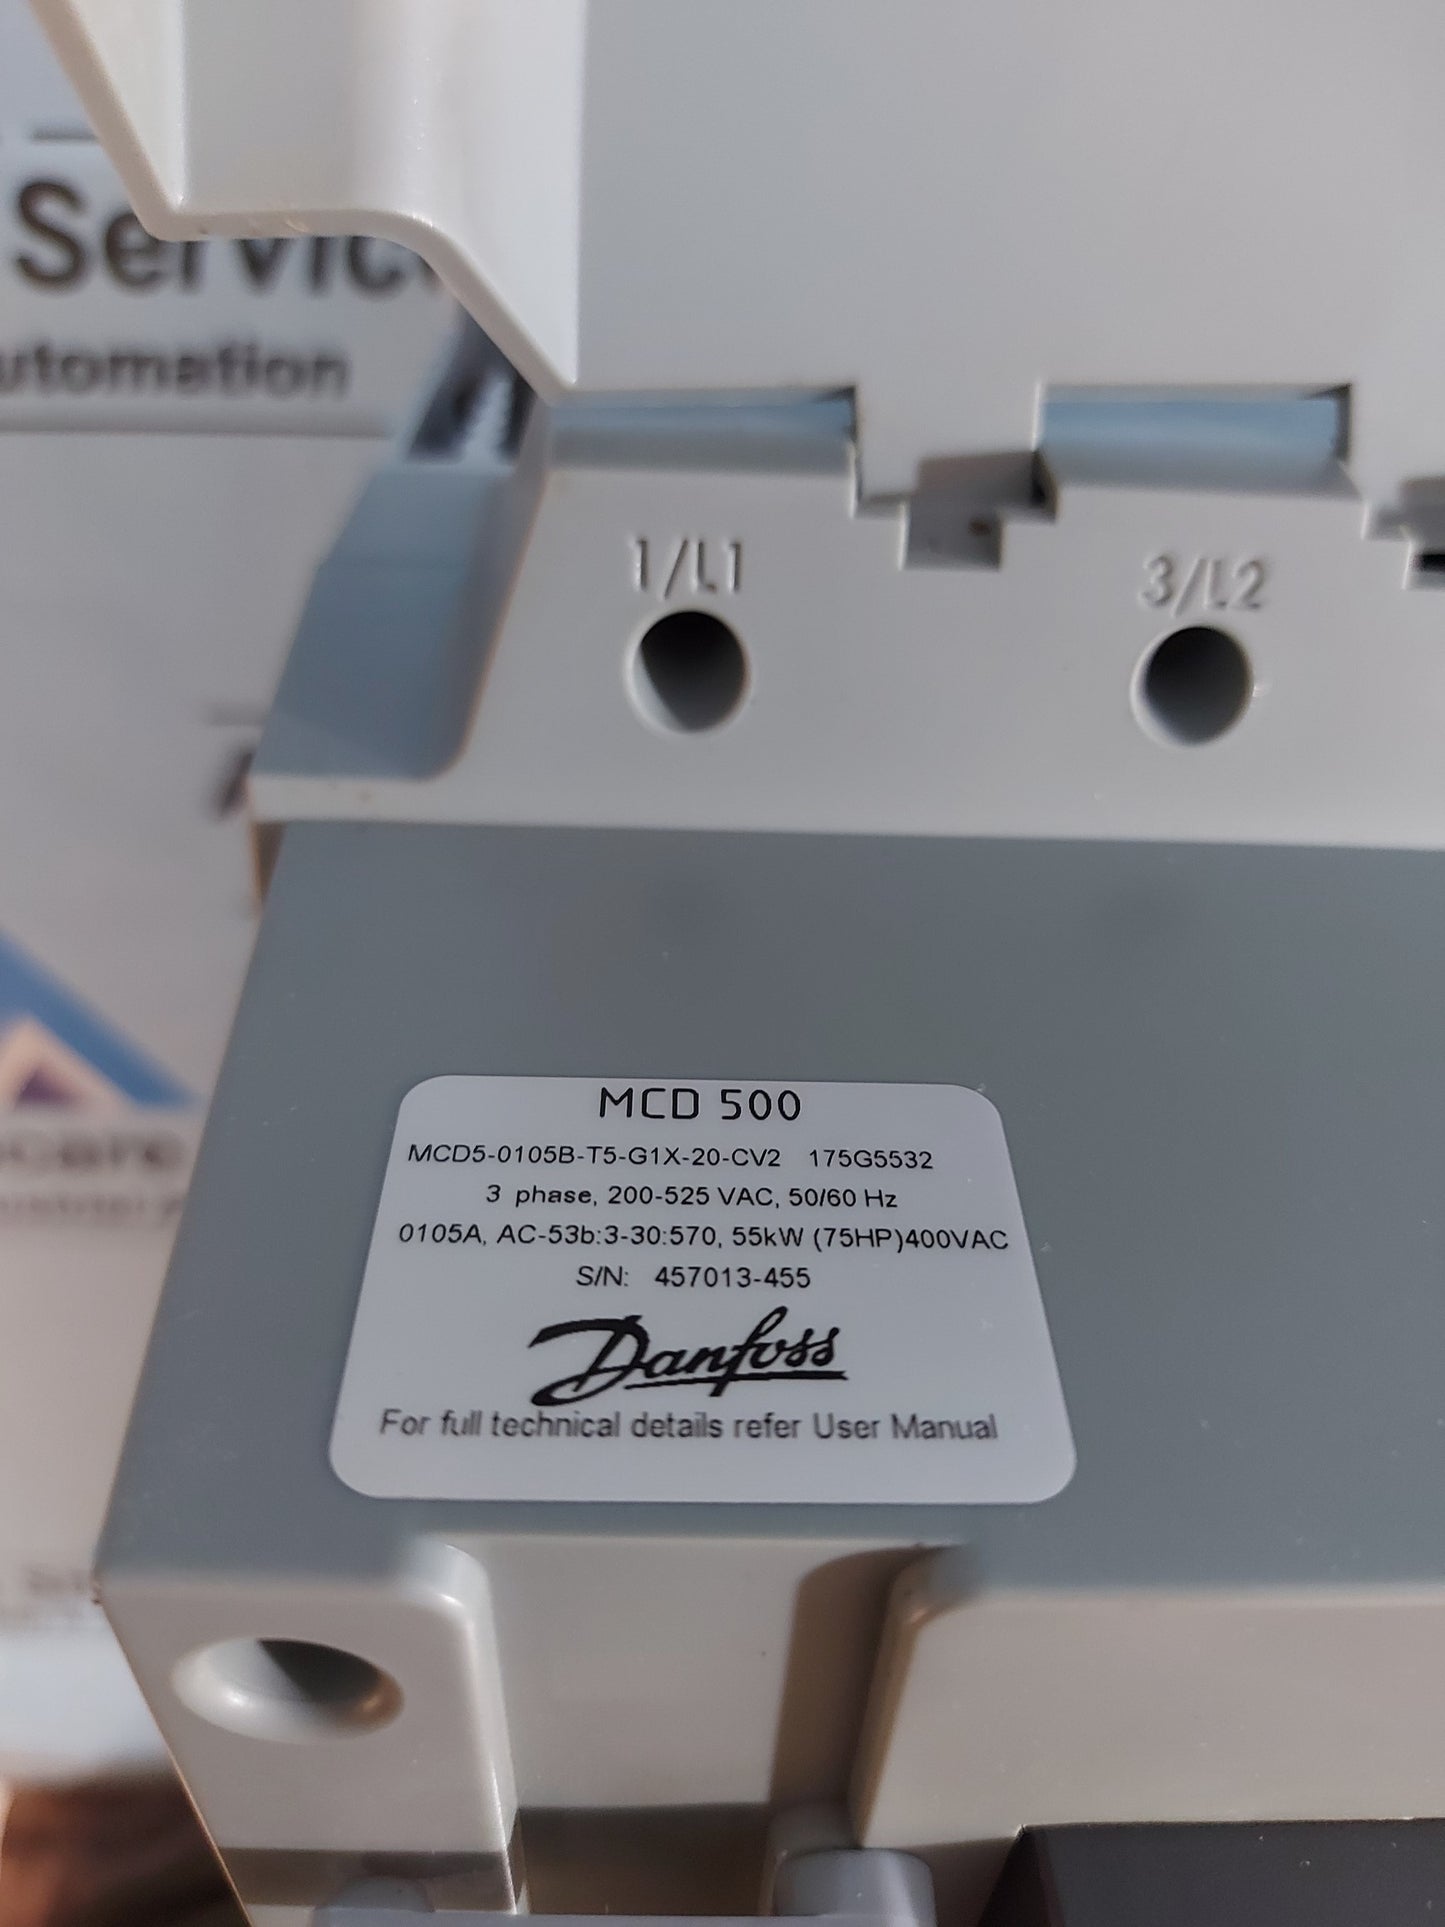 Service
utomation
1/L1
3/L2
MCD 500
MCD5-0105B-T5-G1X-20-CV2 175G5532
3 phase, 200-525 VAC, 50/60 Hz
0105A, AC-53b:3-30:570, 55kW (75HP)400VAC
S/N: 457013-455
Danfoss
For full technical details refer User Manual